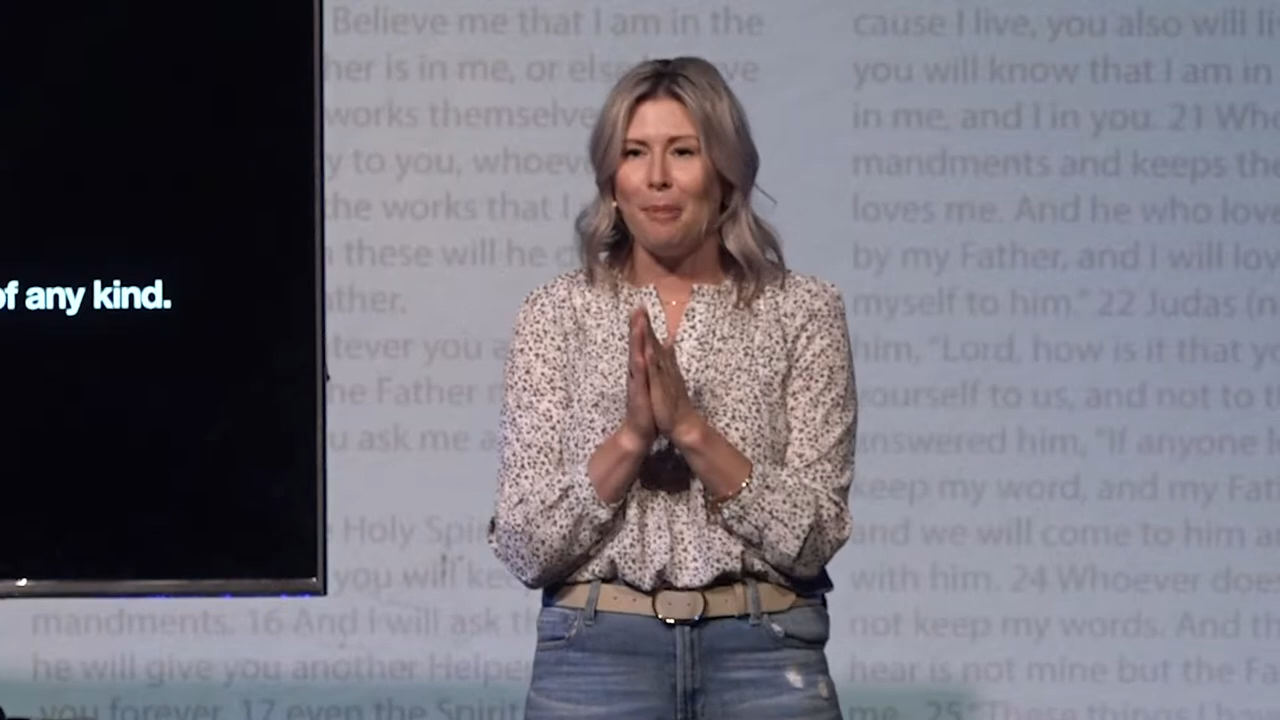 of any kind.
Believe me that I am in the
her is in me, or else
works themselve
y to you, whoev
the works that I
these will he d
ather.
tever you a
he Father
u ask me a
Holy Spiri
you will kee
mandments. 16 And I will ask th
he will give you another Helper
you forever, 17 even the Spirit
cause I live, you also will li
you will know that I am in
in me, and I in you. 21 Who
mandments and keeps the
loves me. And he who love
by my Father, and I will lov
myself to him.” 22 Judas (n
him, “Lord, how is it that yo
yourself to us, and not to t
answered him, “If anyone
keep my word, and my Fat
and we will come to him a
with him. 24 Whoever doe
not keep my words. And th
hear is not mine but the Fa
me. 25 These things I have